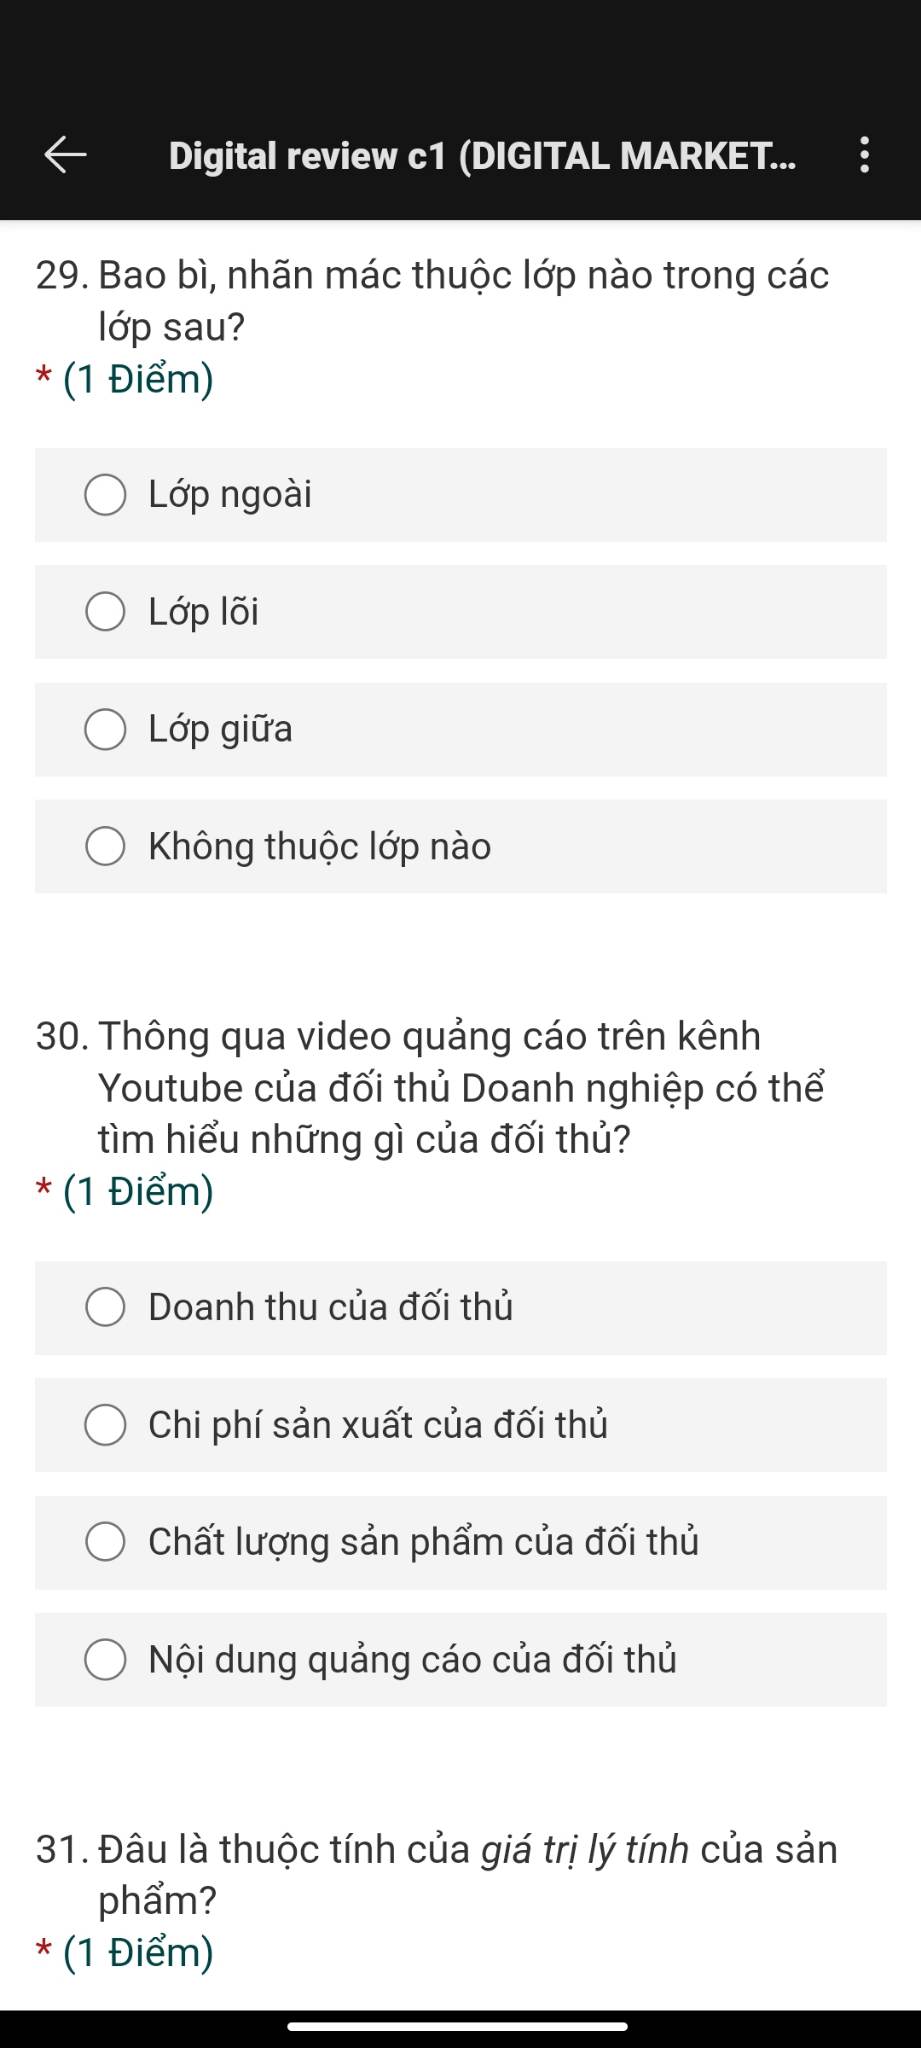 Digital review c1 (DIGITAL MARKET...
29. Bao bì, nhãn mác thuộc lớp nào trong các
lớp sau?
* (1 Điểm)
Lớp ngoài
Lớp lõi
Lớp giữa
Không thuộc lớp nào
30. Thông qua video quảng cáo trên kênh
Youtube của đối thủ Doanh nghiệp có thể
tìm hiểu những gì của đối thủ?
* (1 Điểm)
Doanh thu của đối thủ
Chi phí sản xuất của đối thủ
Chất lượng sản phẩm của đối thủ
Nội dung quảng cáo của đối thủ
31. Đâu là thuộc tính của giá trị lý tính của sản
phẩm?
* (1 Điểm)